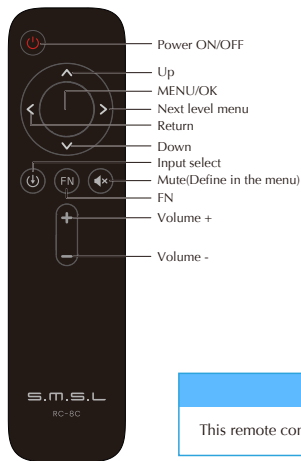 Power ON/OFF
Up
MENU/OK
Next level menu
Return
Down
Input select
Mute(Define in the menu)
FN
FN
Volume +
Volume -
S.M.S.L
RC-8C
This remote cor